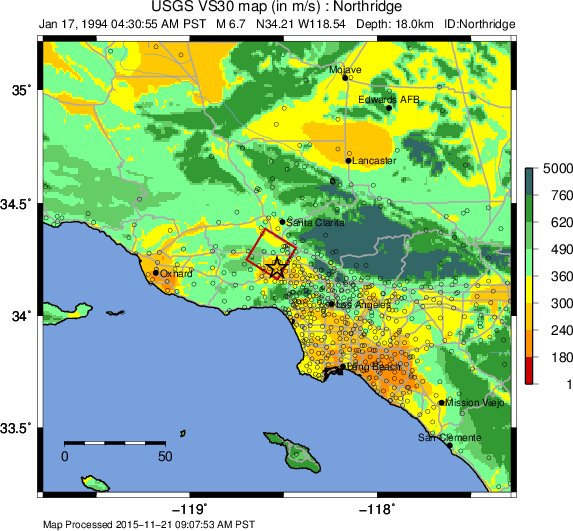 USGS VS30 map (in m/s) : Northridge
Jan 17, 1994 04:30:55 AM PST M 6.7 N34.21 W118.54 Depth: 18.0km ID:Northridge
Mojave
35°
Edwards AFB
Lancaster
5000
760
34.5°
Santa Clarita
620
490
Oxnard
360
300
34°
Los Angeles
240
180
Long Beach
1
Mission Viejo
33.5°
San Clemente
0 50
−119° −118°
Map Processed 2015−11−21 09:07:53 AM PST